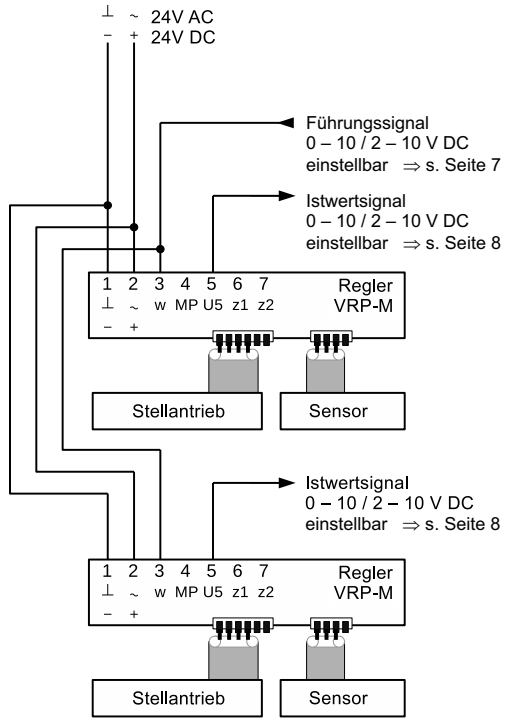 ⊥ ~ 24V AC
– + 24V DC
Führungssignal
0 – 10 / 2 – 10 V DC
einstellbar ⇒ s. Seite 7
Istwertsignal
0 – 10 / 2 – 10 V DC
einstellbar ⇒ s. Seite 8
1 2 3 4 5 6 7 Regler
⊥ ~ w MP U5 z1 z2 VRP-M
– +
Stellantrieb Sensor
Istwertsignal
0 – 10 / 2 – 10 V DC
einstellbar ⇒ s. Seite 8
1 2 3 4 5 6 7 Regler
⊥ ~ w MP U5 z1 z2 VRP-M
– +
Stellantrieb Sensor